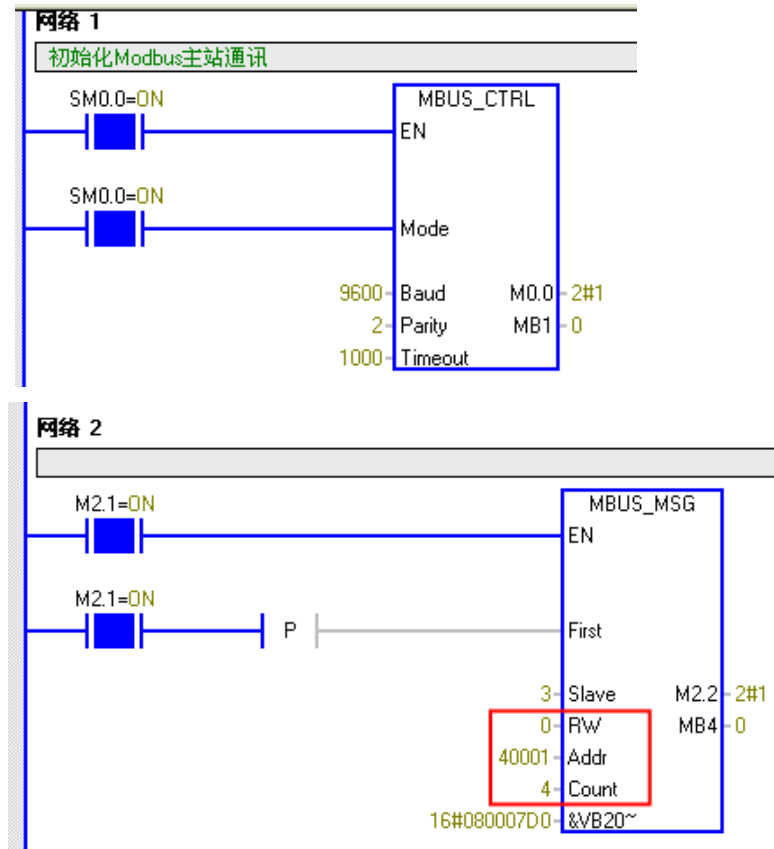 网络 1
初始化Modbus主站通讯
SM0.0=ON
MBUS_CTRL
EN
SM0.0=ON
Mode
9600 Baud M0.0 2#1
2 Parity MB1 0
1000 Timeout
网络 2
M2.1=ON
MBUS_MSG
EN
M2.1=ON
P
First
3 Slave M2.2 2#1
0 RW MB4 0
40001 Addr
4 Count
16#080007D0 &VB20~